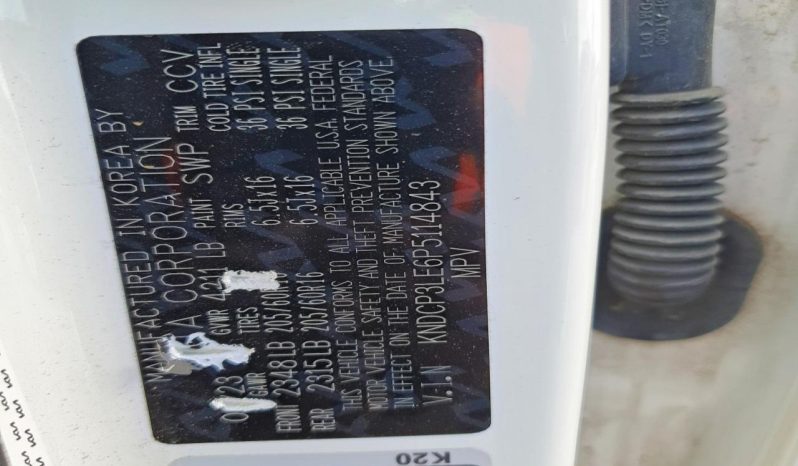 MANUFACTURED IN KOREA BY
A CORPORATION
23 GVWR 4211 LB PAINT SWP TRIM CCV
GAWR TIRES RIMS COLD TIRE INFL
FRONT 2348LB 205/60R16 6.5Jx16 36 PSI SINGLE
REAR 2315LB 205/60R16 6.5Jx16 36 PSI SINGLE
THIS VEHICLE CONFORMS TO ALL APPLICABLE U.S.A. FEDERAL
MOTOR VEHICLE SAFETY AND THEFT PREVENTION STANDARDS
IN EFFECT ON THE DATE OF MANUFACTURE SHOWN ABOVE.
V.I.N KNDCP3LE6P5114843
MPV
K20